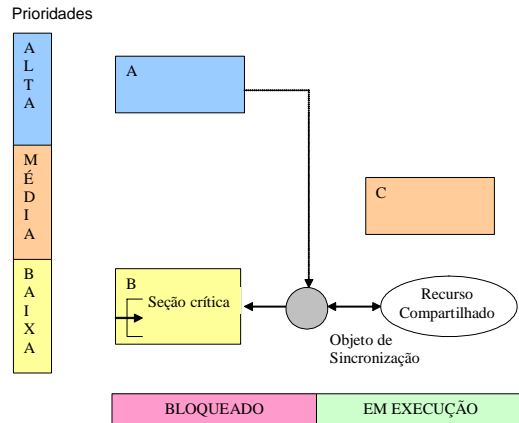 Prioridades
A
L
T
A
A
M
É
D
I
A
C
B
A
I
X
A
B
Seção crítica
Recurso
Compartilhado
Objeto de
Sincronização
BLOQUEADO
EM EXECUÇÃO